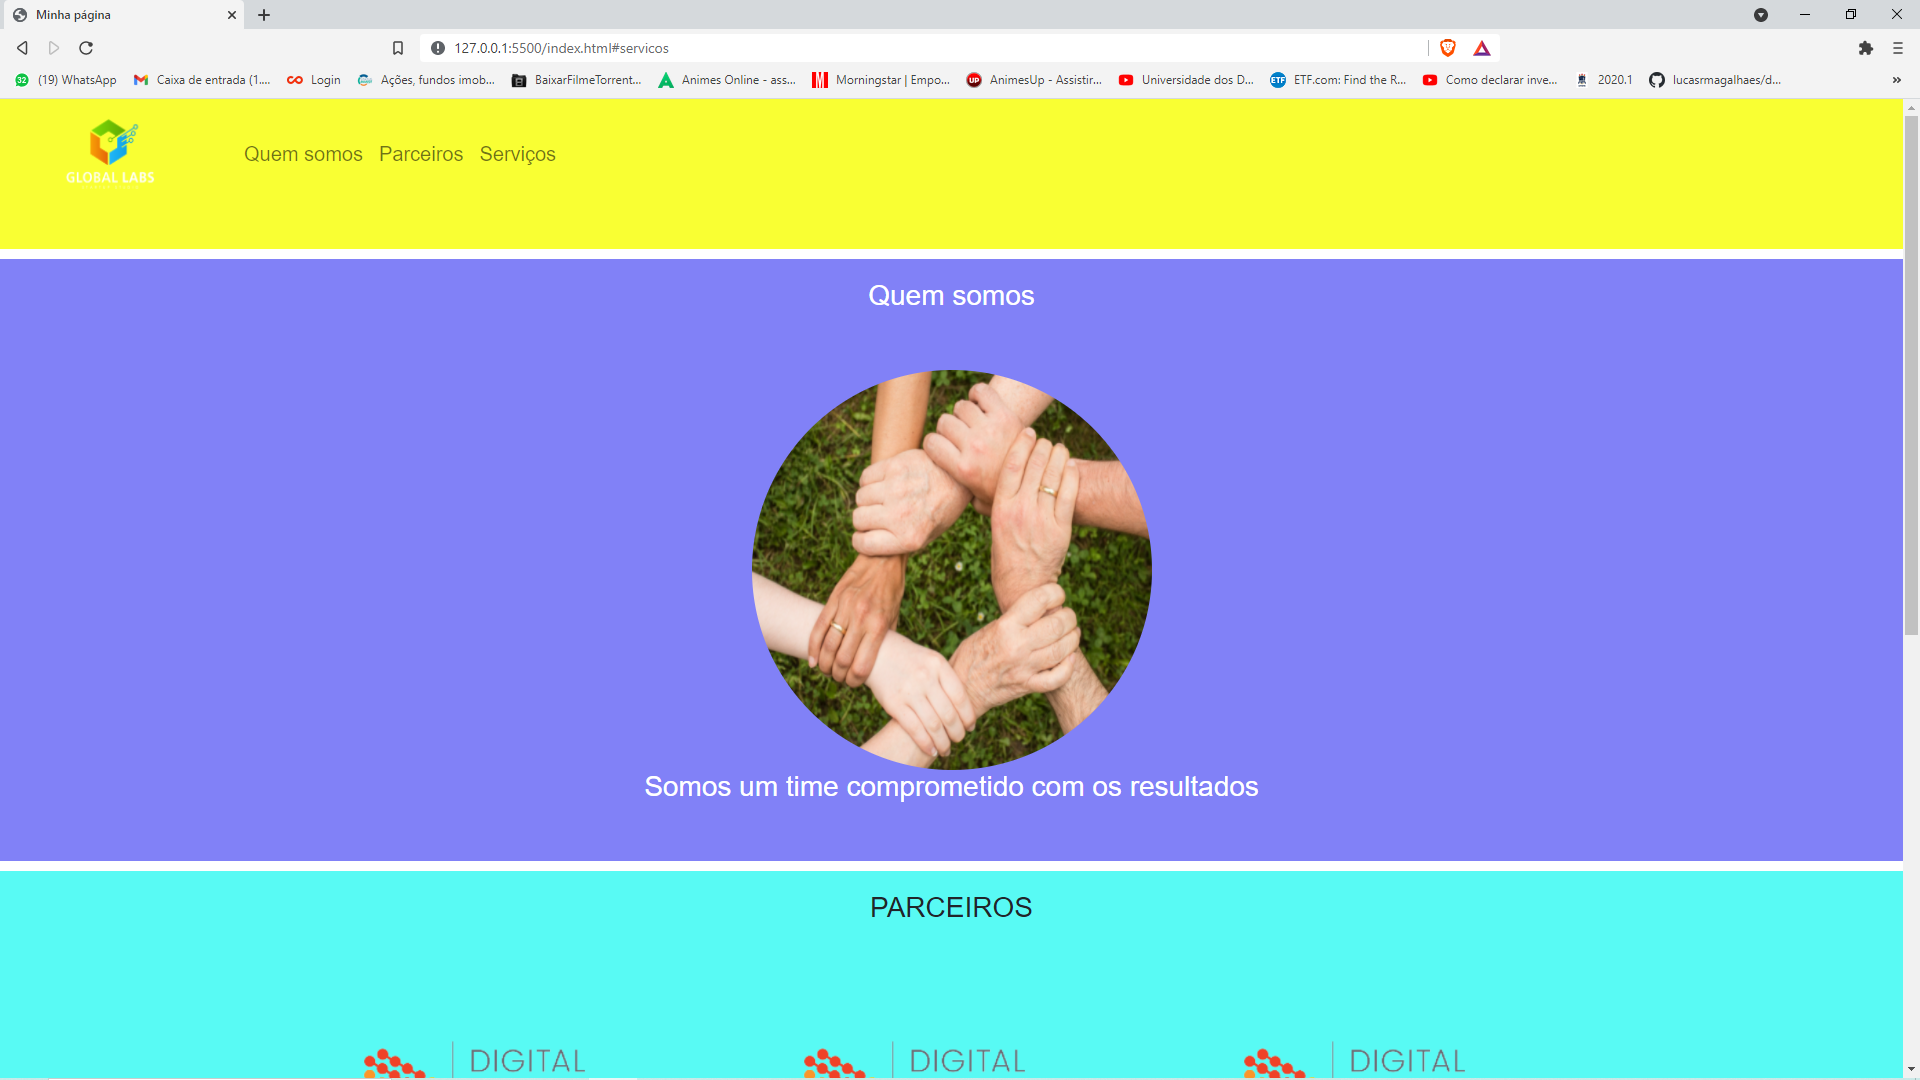 Minha página
127.0.0.1:5500/index.html#servicos
32
(19) WhatsApp
Caixa de entrada (1....
Login
Ações, fundos imob...
BaixarFilmeTorrent...
Animes Online - ass...
Morningstar | Empo...
UP
AnimesUp - Assistir...
Universidade dos D...
ETF
ETF.com: Find the R...
Como declarar inve...
2020.1
lucasrmagalhaes/d...
GLOBAL LABS
Quem somos
Parceiros
Serviços
Quem somos
Somos um time comprometido com os resultados
PARCEIROS
DIGITAL
DIGITAL
DIGITAL